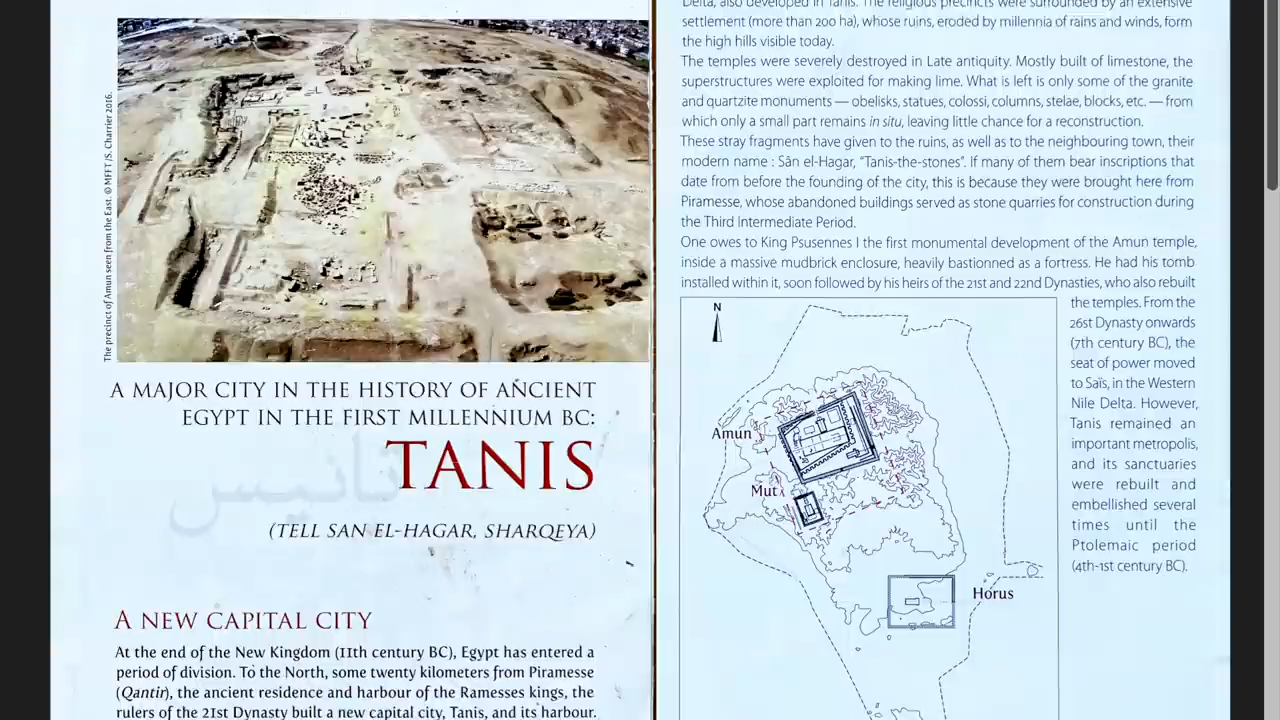 The precinct of Amun seen from the East. © MFFT /S. Charrier 2016.
A MAJOR CITY IN THE HISTORY OF ANCIENT
EGYPT IN THE FIRST MILLENNIUM BC:
TANIS
(TELL SAN EL-HAGAR, SHARQEYA)
A NEW CAPITAL CITY
At the end of the New Kingdom (11th century BC), Egypt has entered a
period of division. To the North, some twenty kilometers from Piramesse
(Qantir), the ancient residence and harbour of the Ramesses kings, the
rulers of the 21st Dynasty built a new capital city, Tanis, and its harbour.
Delta, also developed in Tanis. The religious precincts were surrounded by an extensive
settlement (more than 200 ha), whose ruins, eroded by millennia of rains and winds, form
the high hills visible today.
The temples were severely destroyed in Late antiquity. Mostly built of limestone, the
superstructures were exploited for making lime. What is left is only some of the granite
and quartzite monuments — obelisks, statues, colossi, columns, stelae, blocks, etc. — from
which only a small part remains in situ, leaving little chance for a reconstruction.
These stray fragments have given to the ruins, as well as to the neighbouring town, their
modern name : Sân el-Hagar, “Tanis-the-stones”. If many of them bear inscriptions that
date from before the founding of the city, this is because they were brought here from
Piramesse, whose abandoned buildings served as stone quarries for construction during
the Third Intermediate Period.
One owes to King Psusennes I the first monumental development of the Amun temple,
inside a massive mudbrick enclosure, heavily bastionned as a fortress. He had his tomb
installed within it, soon followed by his heirs of the 21st and 22nd Dynasties, who also rebuilt
the temples. From the
26st Dynasty onwards
(7th century BC), the
seat of power moved
to Saïs, in the Western
Nile Delta. However,
Tanis remained an
important metropolis,
and its sanctuaries
were rebuilt and
embellished several
times until the
Ptolemaic period
(4th-1st century BC).
N
Amun
Mut
Horus
تانيس